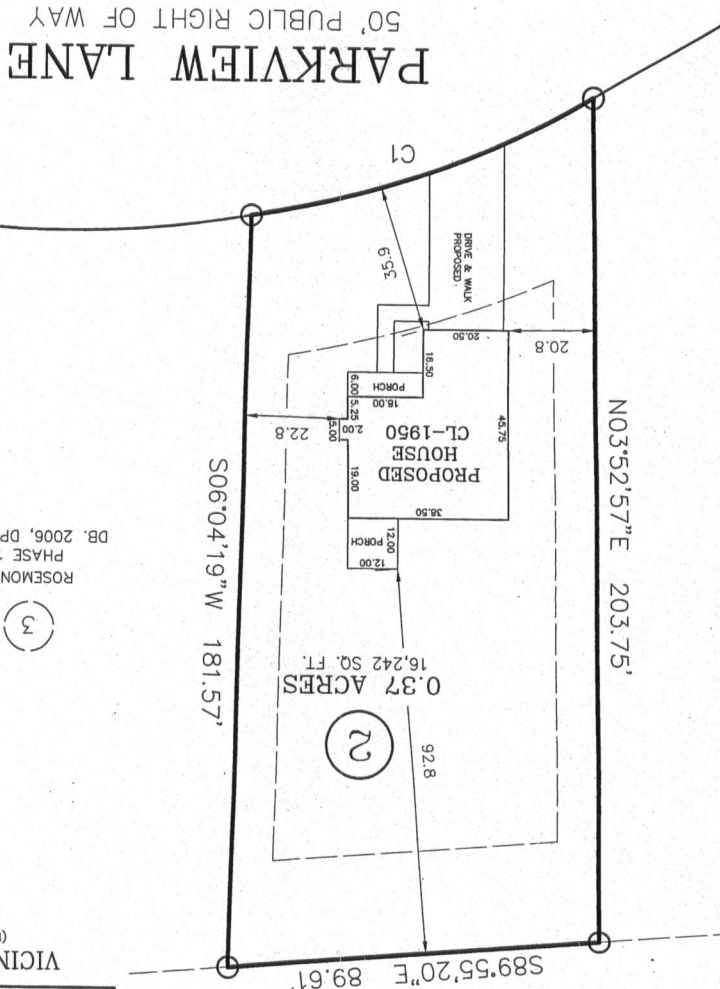 VICIN
S89°55'20"E 89.61'
92.8
2
0.37 ACRES
16,242 SQ. FT.
3
ROSEMON
PHASE
DB. 2006,
N03°52'57"E 203.75'
S06°04'19"W 181.57'
12.00
PORCH
12.00
38.50
19.00
45.75
PROPOSED
HOUSE
CL-1950
2.00
5.00
5.25
22.8
18.00
PORCH
6.00
16.50
20.50
20.8
35.9
PROPOSED
DRIVE & WALK
C1
PARKVIEW LANE
50' PUBLIC RIGHT OF WAY